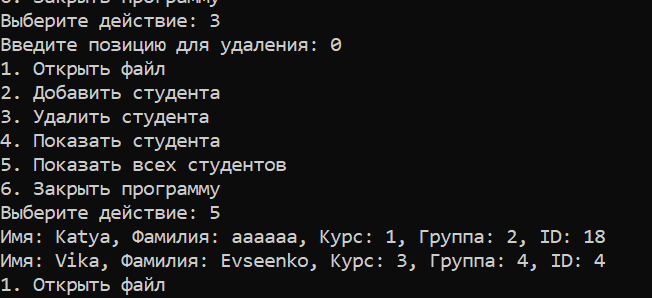 6. Закрыть программу
Выберите действие: 3
Введите позицию для удаления: 0
1. Открыть файл
2. Добавить студента
3. Удалить студента
4. Показать студента
5. Показать всех студентов
6. Закрыть программу
Выберите действие: 5
Имя: Katya, Фамилия: aaaaaa, Курс: 1, Группа: 2, ID: 18
Имя: Vika, Фамилия: Evseenko, Курс: 3, Группа: 4, ID: 4
1. Открыть файл